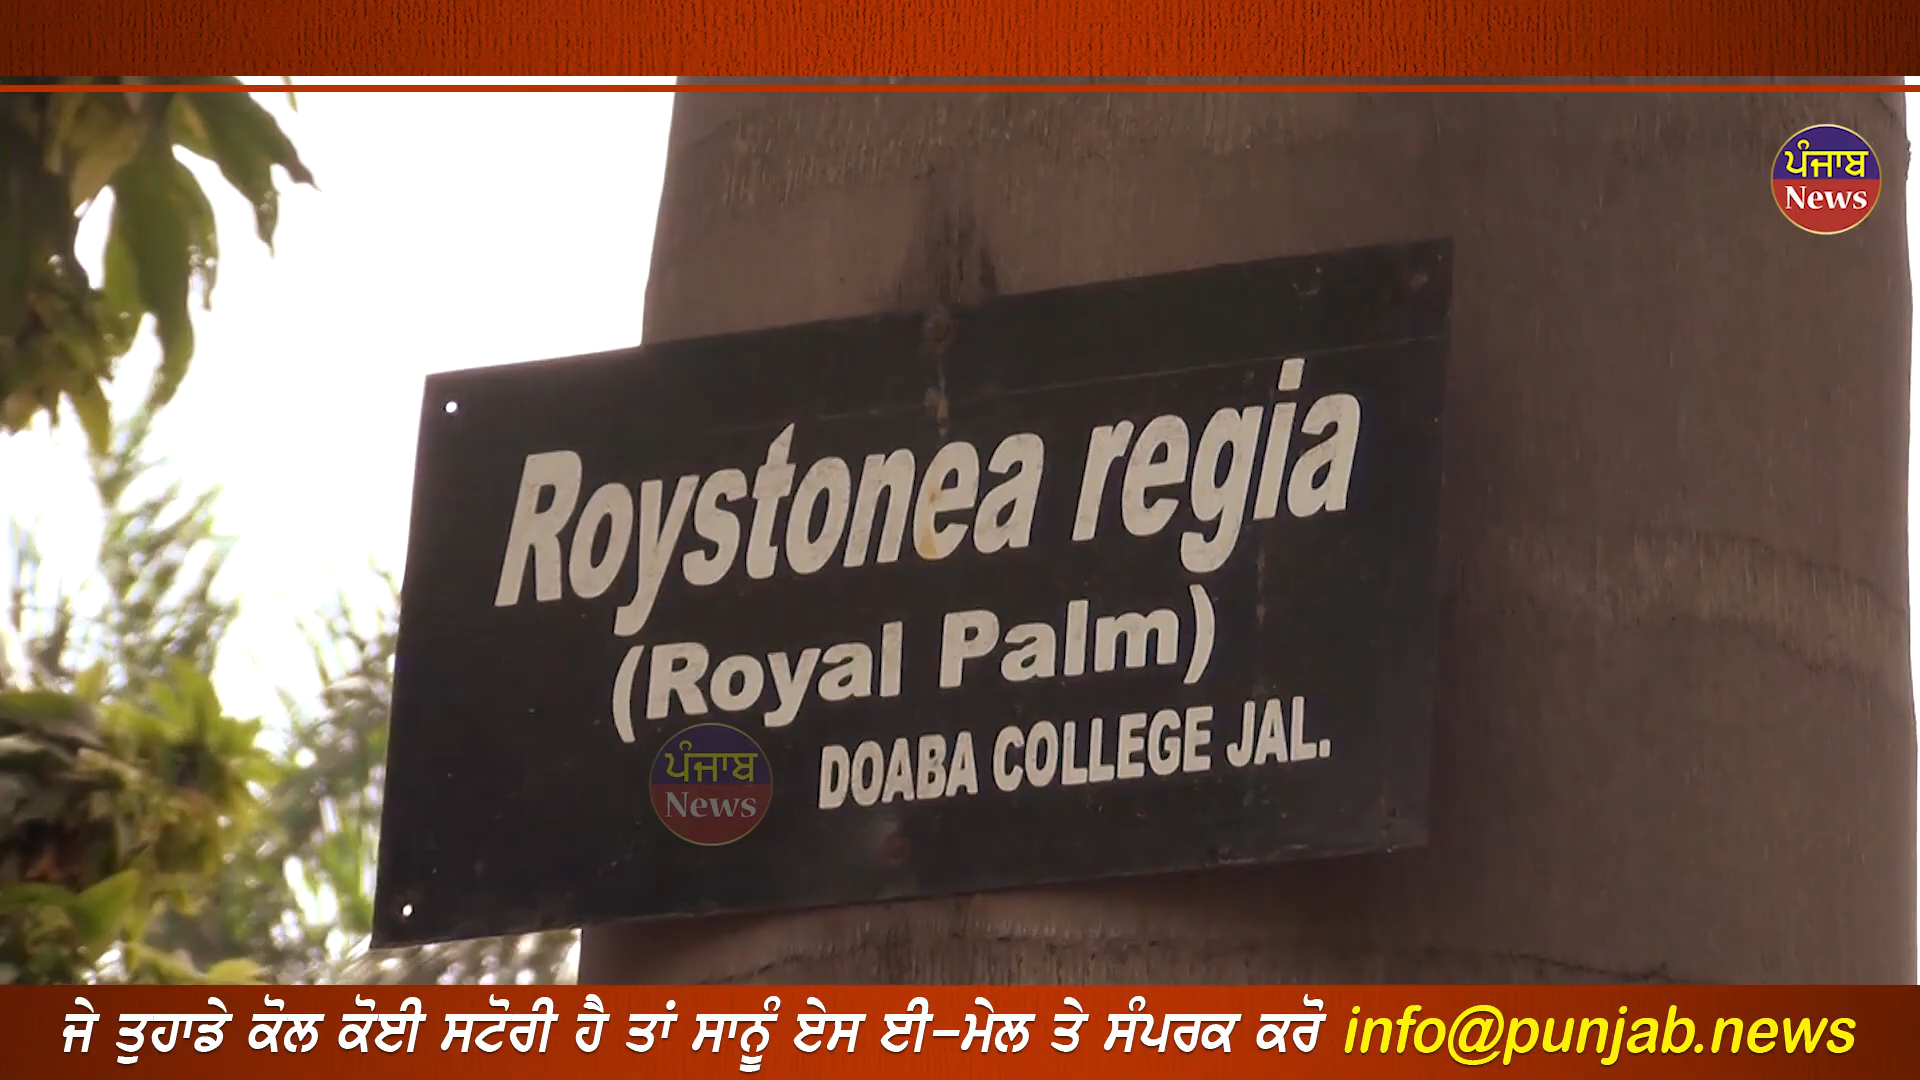 ਪੰਜਾਬ
News
Roystonea regia
(Royal Palm)
DOABA COLLEGE JAL.
ਪੰਜਾਬ
News
ਜੇ ਤੁਹਾਡੇ ਕੋਲ ਕੋਈ ਸਟੋਰੀ ਹੈ ਤਾਂ ਸਾਨੂੰ ਏਸ ਈ-ਮੇਲ ਤੇ ਸੰਪਰਕ ਕਰੋ info@punjab.news